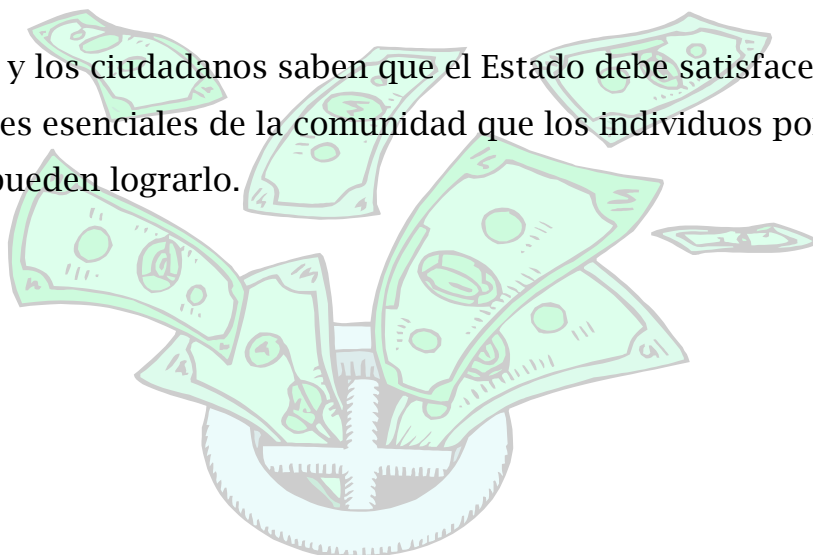 y los ciudadanos saben que el Estado debe satisface
es esenciales de la comunidad que los individuos po
pueden lograrlo.